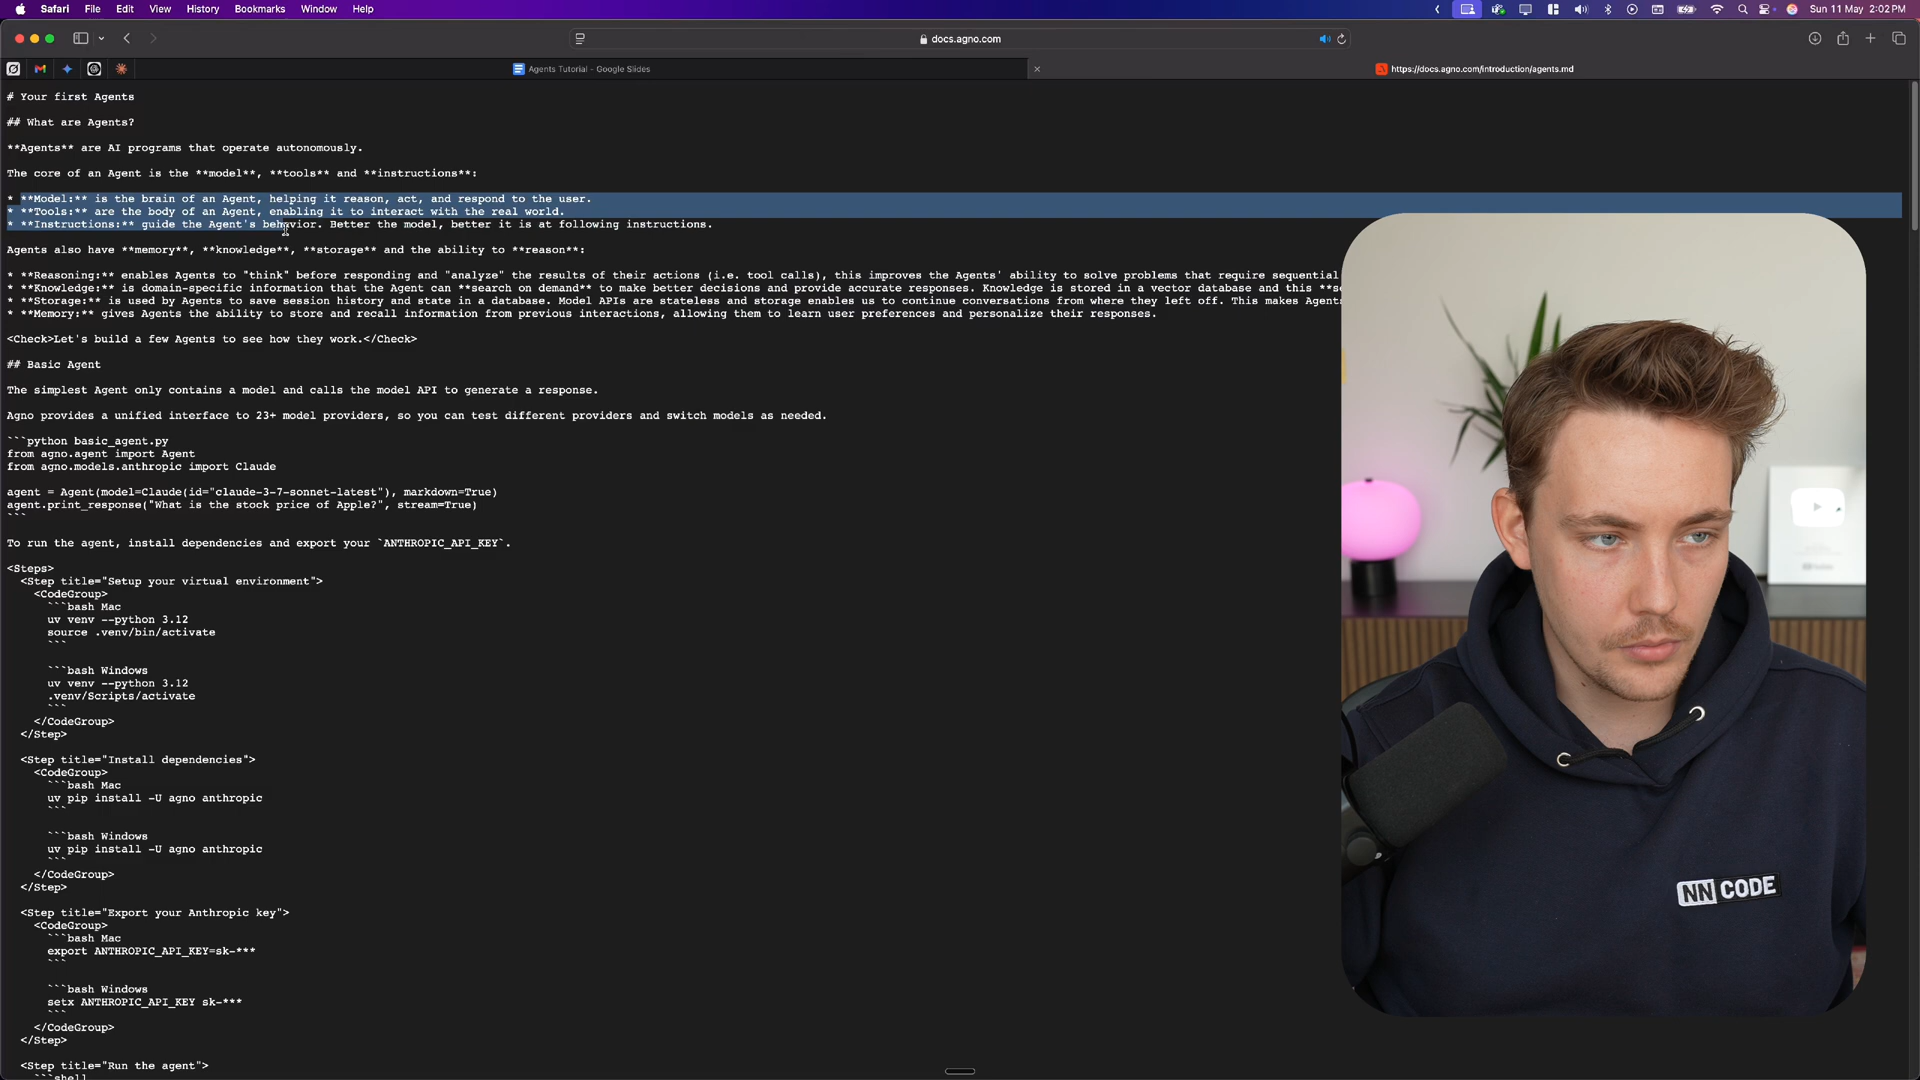 Safari File Edit View History Bookmarks Window Help
Sun 11 May 2:02 PM
docs.agno.com
Agents Tutorial - Google Slides
https://docs.agno.com/introduction/agents.md
# Your first Agents
## What are Agents?
**Agents** are AI programs that operate autonomously.
The core of an Agent is the **model**, **tools** and **instructions**:
* **Model:** is the brain of an Agent, helping it reason, act, and respond to the user.
* **Tools:** are the body of an Agent, enabling it to interact with the real world.
* **Instructions:** guide the Agent's behavior. Better the model, better it is at following instructions.
Agents also have **memory**, **knowledge**, **storage** and the ability to **reason**:
* **Reasoning:** enables Agents to "think" before responding and "analyze" the results of their actions (i.e. tool calls), this improves the Agents' ability to solve problems that require sequential
* **Knowledge:** is domain-specific information that the Agent can **search on demand** to make better decisions and provide accurate responses. Knowledge is stored in a vector database and this
* **Storage:** is used by Agents to save session history and state in a database. Model APIs are stateless and storage enables us to continue conversations from where they left off. This makes Agents
* **Memory:** gives Agents the ability to store and recall information from previous interactions, allowing them to learn user preferences and personalize their responses.
<Check>Let's build a few Agents to see how they work.</Check>
## Basic Agent
The simplest Agent only contains a model and calls the model API to generate a response.
Agno provides a unified interface to 23+ model providers, so you can test different providers and switch models as needed.
```python basic_agent.py
from agno.agent import Agent
from agno.models.anthropic import Claude
agent = Agent(model=Claude(id="claude-3-7-sonnet-latest"), markdown=True)
agent.print_response("What is the stock price of Apple?", stream=True)
```
To run the agent, install dependencies and export your `ANTHROPIC_API_KEY`.
<Steps>
<Step title="Setup your virtual environment">
<CodeGroup>
```bash Mac
uv venv --python 3.12
source .venv/bin/activate
```
```bash Windows
uv venv --python 3.12
.venv/Scripts/activate
```
</CodeGroup>
</Step>
<Step title="Install dependencies">
<CodeGroup>
```bash Mac
uv pip install -U agno anthropic
```
```bash Windows
uv pip install -U agno anthropic
```
</CodeGroup>
</Step>
<Step title="Export your Anthropic key">
<CodeGroup>
```bash Mac
export ANTHROPIC_API_KEY=sk-***
```
```bash Windows
setx ANTHROPIC_API_KEY sk-***
```
</CodeGroup>
</Step>
<Step title="Run the agent">
```shell
NN CODE